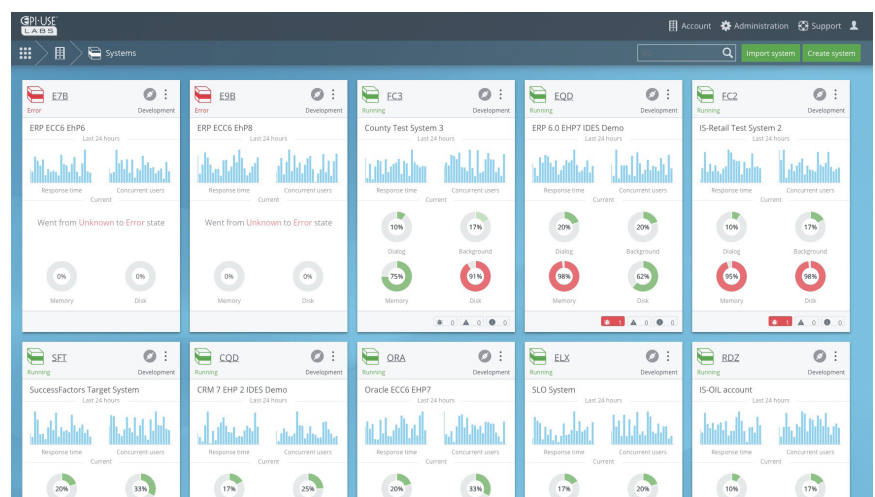 EPI-USE
LABS
Account Administration Support
Systems Import system Create system
E7B E9B FC3 EQD FC2
Error Development Error Development Running Development Running Development Running Development
ERP ECC6 EhP6 ERP ECC6 EhP8 County Test System 3 ERP 6.0 EHP7 IDES Demo IS-Retail Test System 2
Last 24 hours Last 24 hours Last 24 hours Last 24 hours Last 24 hours
Response time Concurrent users Response time Concurrent users Response time Concurrent users Response time Concurrent users Response time Concurrent users
Current Current Current Current Current
Went from Unknown to Error state Went from Unknown to Error state 10% 17% 20% 20% 10% 17%
Dialog Background Dialog Background Dialog Background
0% 0% 0% 0% 75% 91% 98% 62% 95% 98%
Memory Disk Memory Disk Memory Disk Memory Disk Memory Disk
0 0 0 1 0 0 1 0 0
SFT CQD ORA ELX RDZ
Running Development Running Development Running Development Running Development Running Development
SuccessFactors Target System CRM 7 EHP 2 IDES Demo Oracle ECC6 EHP7 SLO System IS-OIL account
Last 24 hours Last 24 hours Last 24 hours Last 24 hours Last 24 hours
Response time Concurrent users Response time Concurrent users Response time Concurrent users Response time Concurrent users Response time Concurrent users
Current Current Current Current Current
20% 33% 17% 25% 20% 33% 17% 20% 10% 17%